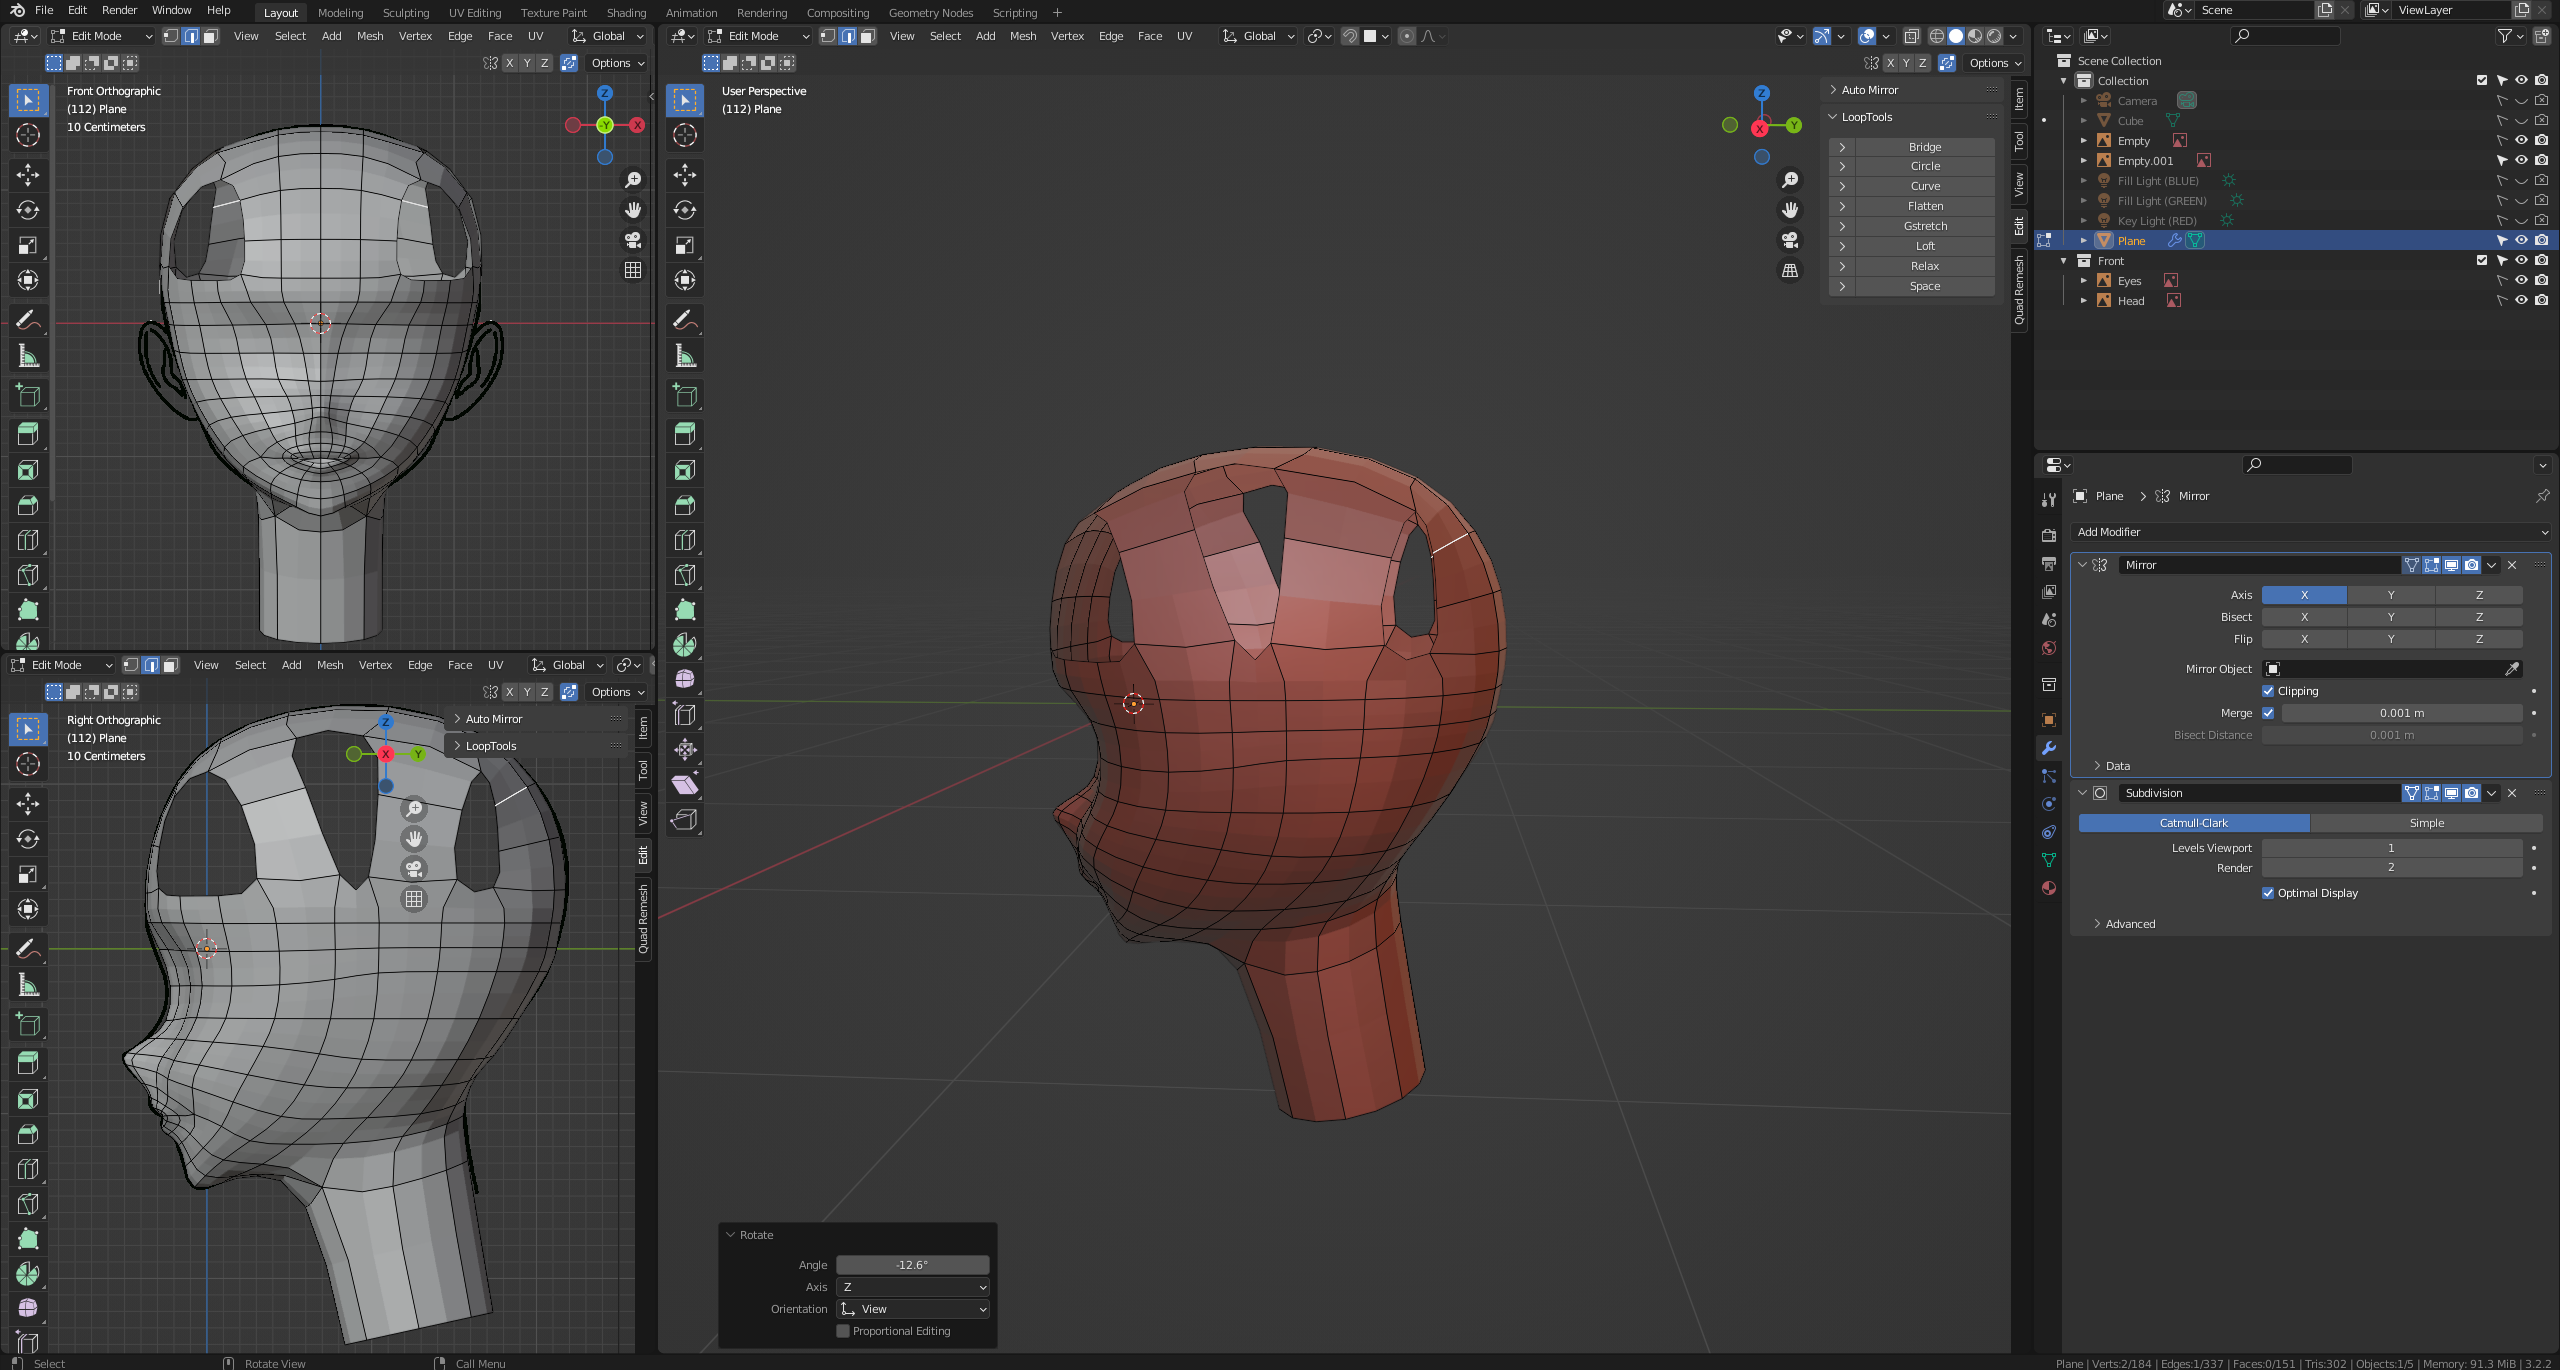 File Edit Render Window Help Layout Modeling Sculpting UV Editing Texture Paint Shading Animation Rendering Compositing Geometry Nodes Scripting + Scene ViewLayer
Edit Mode View Select Add Mesh Vertex Edge Face UV Global
X Y Z Options
Front Orthographic
(112) Plane
10 Centimeters
Z
-Y X
Edit Mode View Select Add Mesh Vertex Edge Face UV Global
X Y Z Options
Right Orthographic
(112) Plane
10 Centimeters
Auto Mirror
LoopTools
Z
X Y
Item
Tool
View
Edit
Quad Remesh
Edit Mode View Select Add Mesh Vertex Edge Face UV Global
X Y Z Options
User Perspective
(112) Plane
Z
X Y
Auto Mirror
LoopTools
Bridge
Circle
Curve
Flatten
Gstretch
Loft
Relax
Space
Item
Tool
View
Edit
Quad Remesh
Rotate
Angle -12.6°
Axis Z
Orientation View
Proportional Editing
Scene Collection
Collection
Camera
Cube
Empty
Empty.001
Fill Light (BLUE)
Fill Light (GREEN)
Key Light (RED)
Plane
Front
Eyes
Head
Plane > Mirror
Add Modifier
Mirror
Axis X Y Z
Bisect X Y Z
Flip X Y Z
Mirror Object
Clipping
Merge 0.001 m
Bisect Distance 0.001 m
Data
Subdivision
Catmull-Clark Simple
Levels Viewport 1
Render 2
Optimal Display
Advanced
Select Rotate View Call Menu
Plane | Verts:2/184 | Edges:1/337 | Faces:0/151 | Tris:302 | Objects:1/5 | Memory: 91.3 MiB | 3.2.2